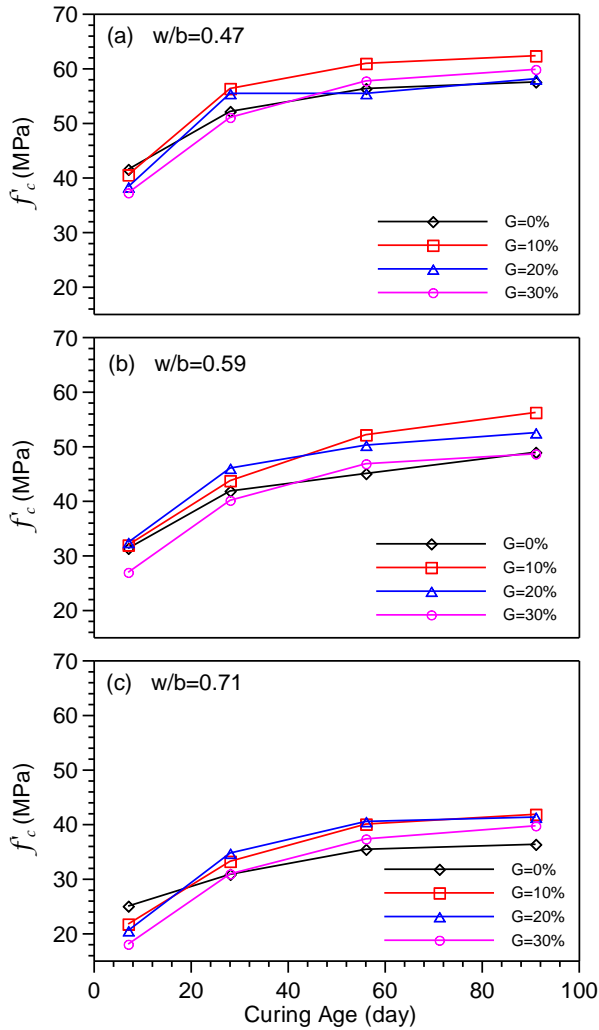 70
(a) w/b=0.47
60
50
40
f'c (MPa)
30
20
G=0%
G=10%
G=20%
G=30%
70
(b) w/b=0.59
60
50
40
f'c (MPa)
30
20
G=0%
G=10%
G=20%
G=30%
70
(c) w/b=0.71
60
50
40
f'c (MPa)
30
20
G=0%
G=10%
G=20%
G=30%
0 20 40 60 80 100
Curing Age (day)